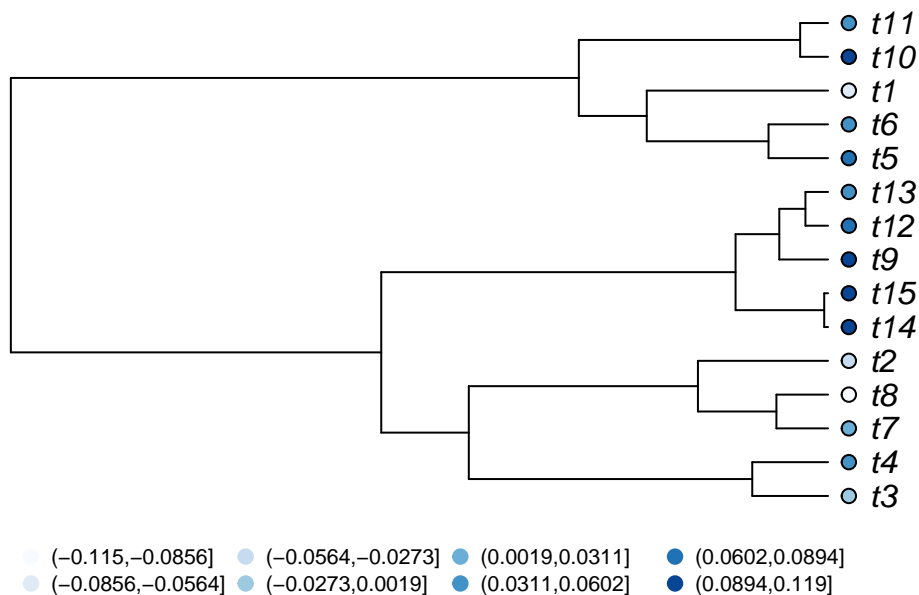 t11
t10
t1
t6
t5
t13
t12
t9
t15
t14
t2
t8
t7
t4
t3
(−0.115,−0.0856] (−0.0564,−0.0273] (0.0019,0.0311] (0.0602,0.0894]
(−0.0856,−0.0564] (−0.0273,0.0019] (0.0311,0.0602] (0.0894,0.119]